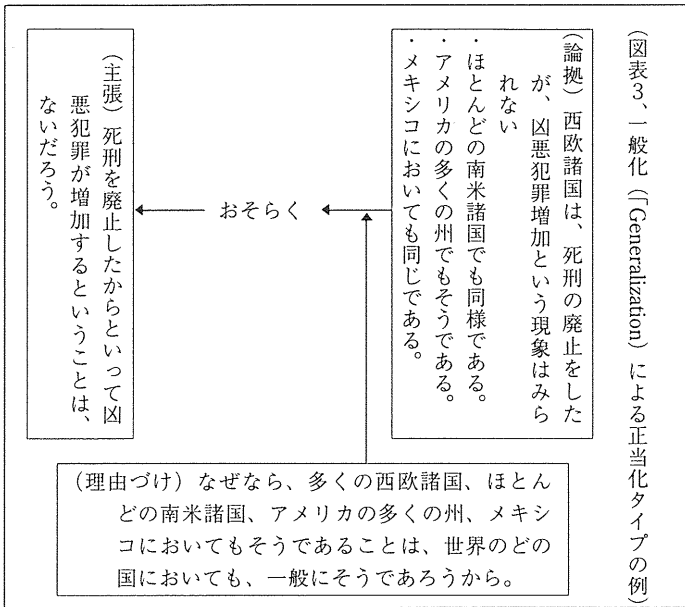 （図表3、一般化（「Generalization）による正当化タイプの例）
（論拠）西欧諸国は、死刑の廃止をした
が、凶悪犯罪増加という現象はみら
れない
・ほとんどの南米諸国でも同様である。
・アメリカの多くの州でもそうである。
・メキシコにおいても同じである。
おそらく
（主張）死刑を廃止したからといって凶
悪犯罪が増加するということは、
ないだろう。
（理由づけ）なぜなら、多くの西欧諸国、ほとん
どの南米諸国、アメリカの多くの州、メキシ
コにおいてもそうであることは、世界のどの
国においても、一般にそうであろうから。